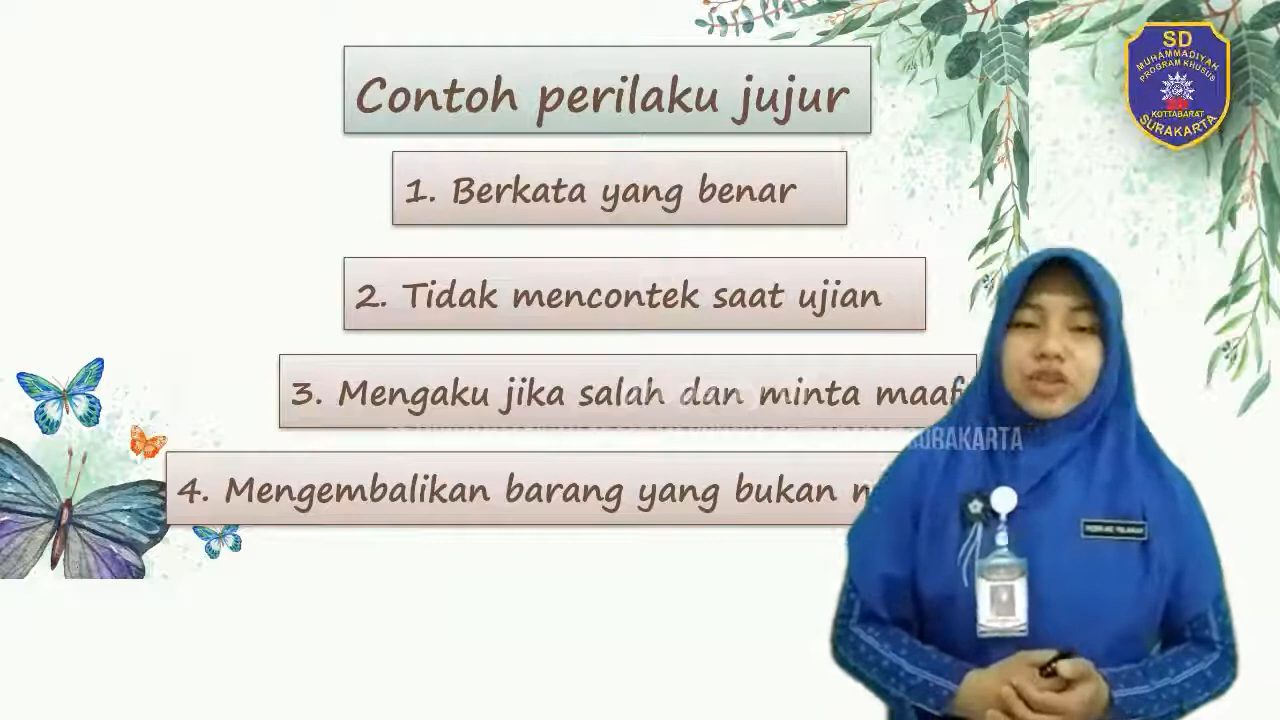 Contoh perilaku jujur
1. Berkata yang benar
2. Tidak mencontek saat ujian
3. Mengaku jika salah dan minta maaf
4. Mengembalikan barang yang bukan
SD
MUHAMMADIYAH
PROGRAM KHUSUS
KOTTABARAT
SURAKARTA
SURAKARTA